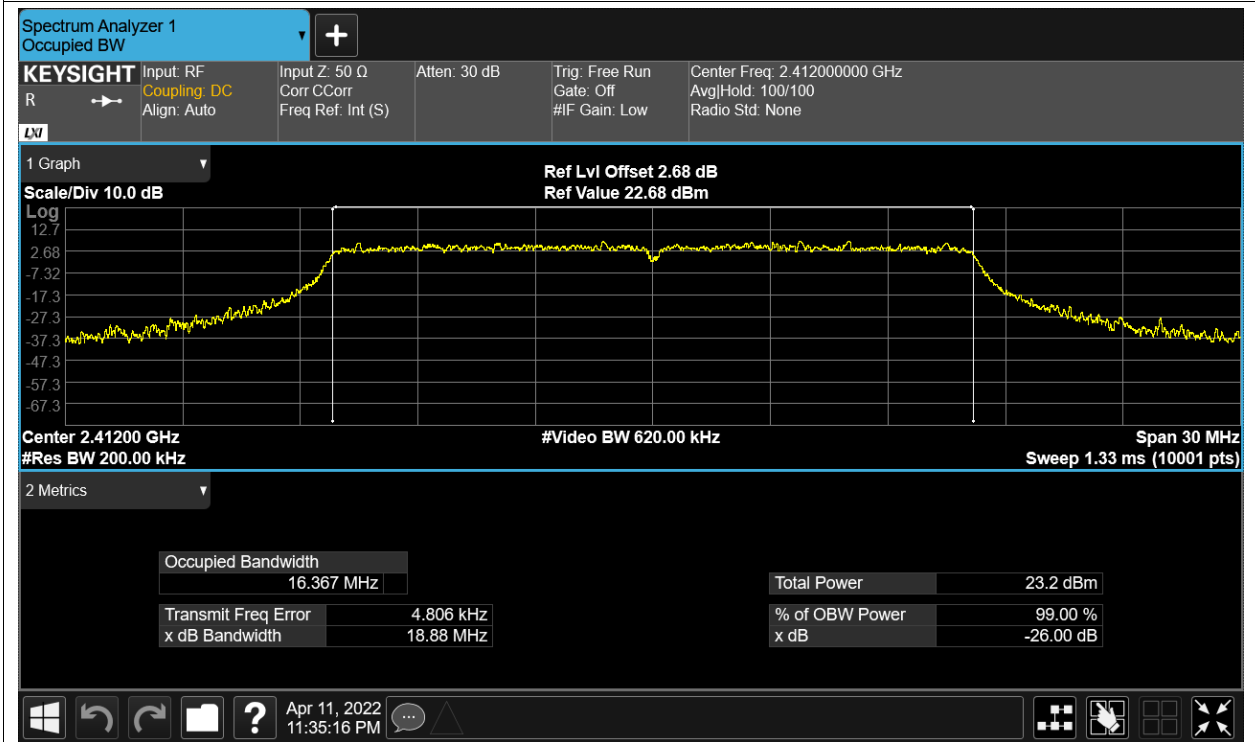 Spectrum Analyzer 1
Occupied BW
KEYSIGHT
R
LXI
Input: RF
Coupling: DC
Align: Auto
Input Z: 50 Ω
Corr CCorr
Freq Ref: Int (S)
Atten: 30 dB
Trig: Free Run
Gate: Off
#IF Gain: Low
Center Freq: 2.412000000 GHz
Avg|Hold: 100/100
Radio Std: None
1 Graph
Scale/Div 10.0 dB
Ref Lvl Offset 2.68 dB
Ref Value 22.68 dBm
Log
12.7
2.68
-7.32
-17.3
-27.3
-37.3
-47.3
-57.3
-67.3
Center 2.41200 GHz
#Video BW 620.00 kHz
Span 30 MHz
#Res BW 200.00 kHz
Sweep 1.33 ms (10001 pts)
2 Metrics
Occupied Bandwidth
16.367 MHz
Transmit Freq Error 4.806 kHz
x dB Bandwidth 18.88 MHz
Total Power 23.2 dBm
% of OBW Power 99.00 %
x dB -26.00 dB
?
Apr 11, 2022
11:35:16 PM